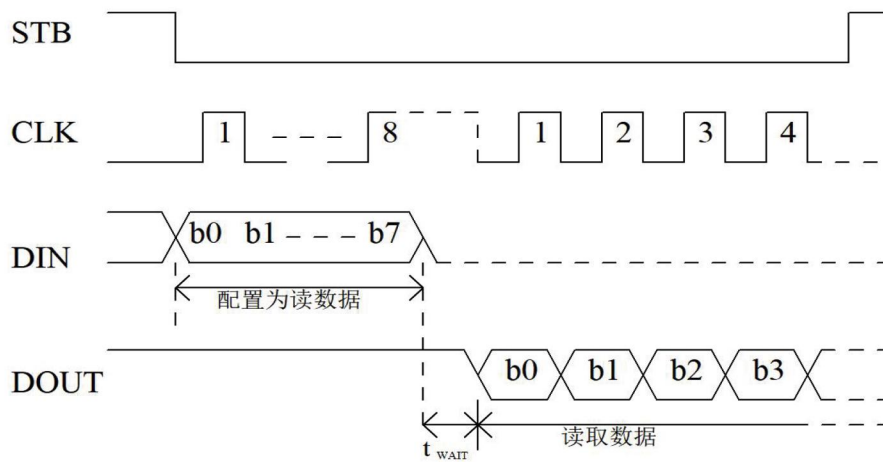 STB
CLK 1 8 1 2 3 4
DIN b0 b1 b7
配置为读数据
DOUT b0 b1 b2 b3
t WAIT 读取数据